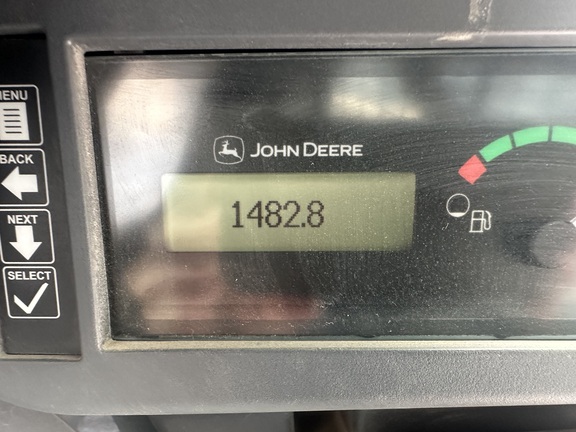 MENU
BACK
NEXT
SELECT
JOHN DEERE
1482.8